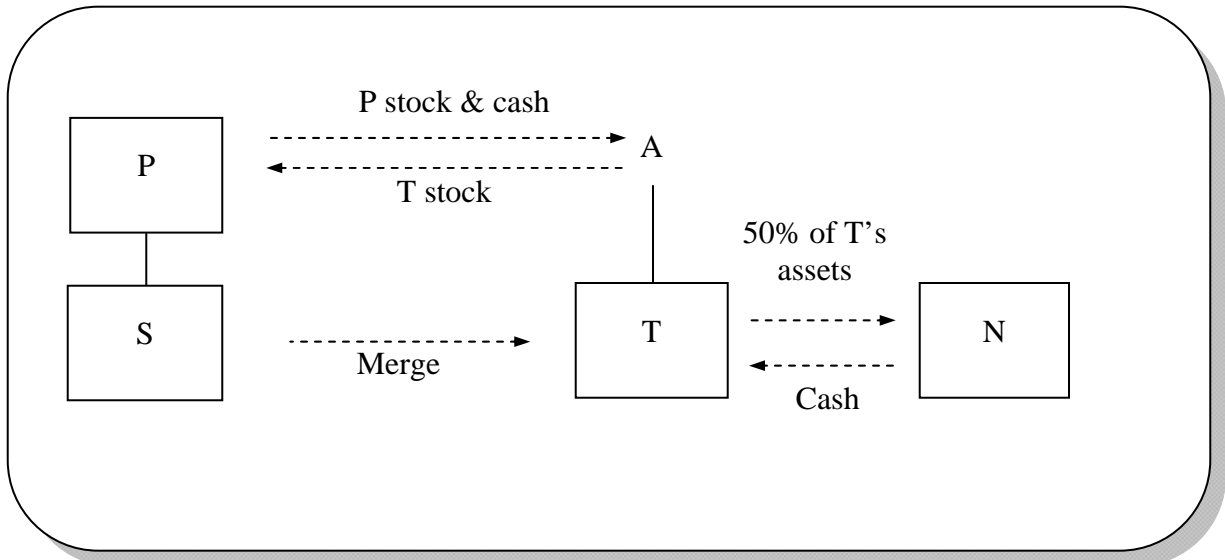 P stock & cash
P
A
T stock
50% of T’s
assets
S
Merge
T
N
Cash